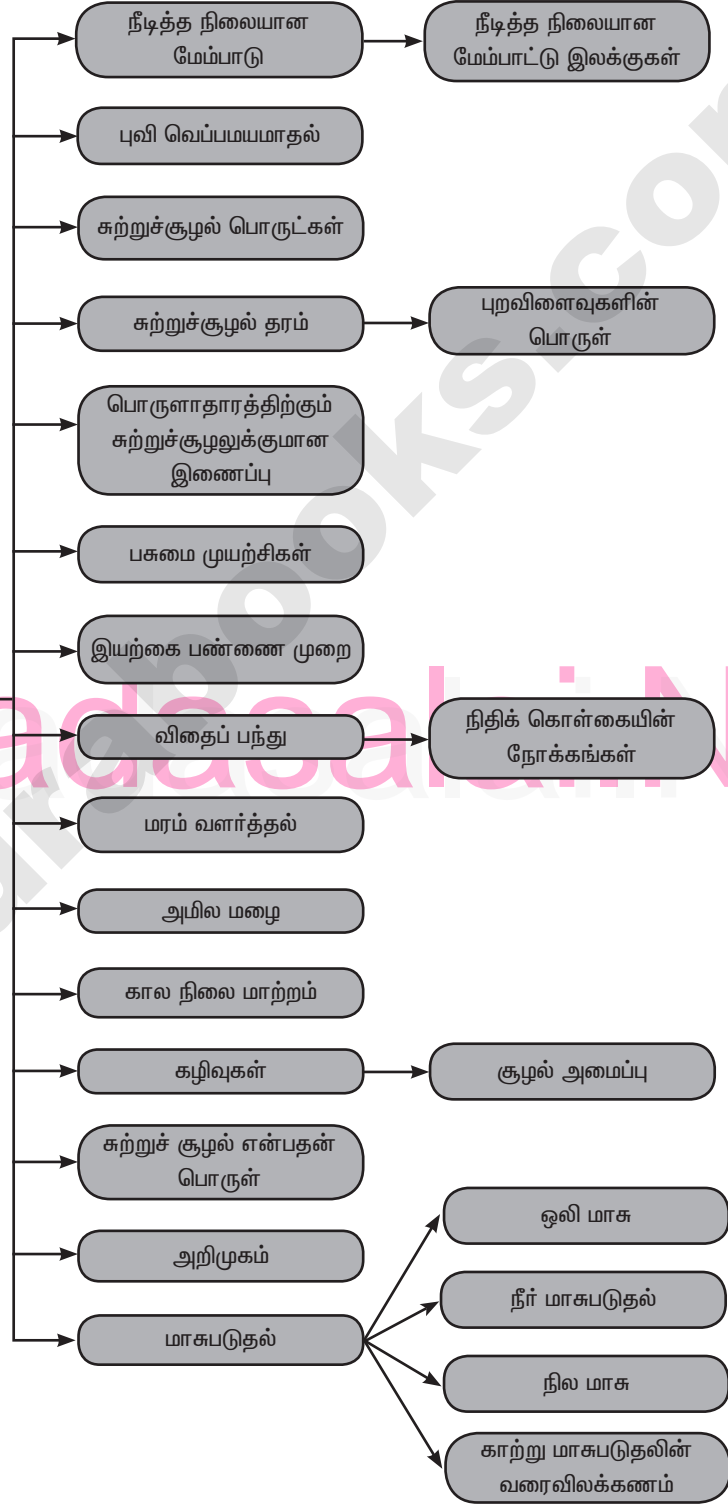 நீடித்த நிலையான
மேம்பாடு
நீடித்த நிலையான
மேம்பாட்டு இலக்குகள்
புவி வெப்பமயமாதல்
சுற்றுச்சூழல் பொருட்கள்
சுற்றுச்சூழல் தரம்
புறவிளைவுகளின்
பொருள்
பொருளாதாரத்திற்கும்
சுற்றுச்சூழலுக்குமான
இணைப்பு
பசுமை முயற்சிகள்
இயற்கை பண்ணை முறை
விதைப் பந்து
நிதிக் கொள்கையின்
நோக்கங்கள்
மரம் வளர்த்தல்
அமில மழை
கால நிலை மாற்றம்
கழிவுகள்
சூழல் அமைப்பு
சுற்றுச் சூழல் என்பதன்
பொருள்
அறிமுகம்
மாசுபடுதல்
ஒலி மாசு
நீர் மாசுபடுதல்
நில மாசு
காற்று மாசுபடுதலின்
வரைவிலக்கணம்